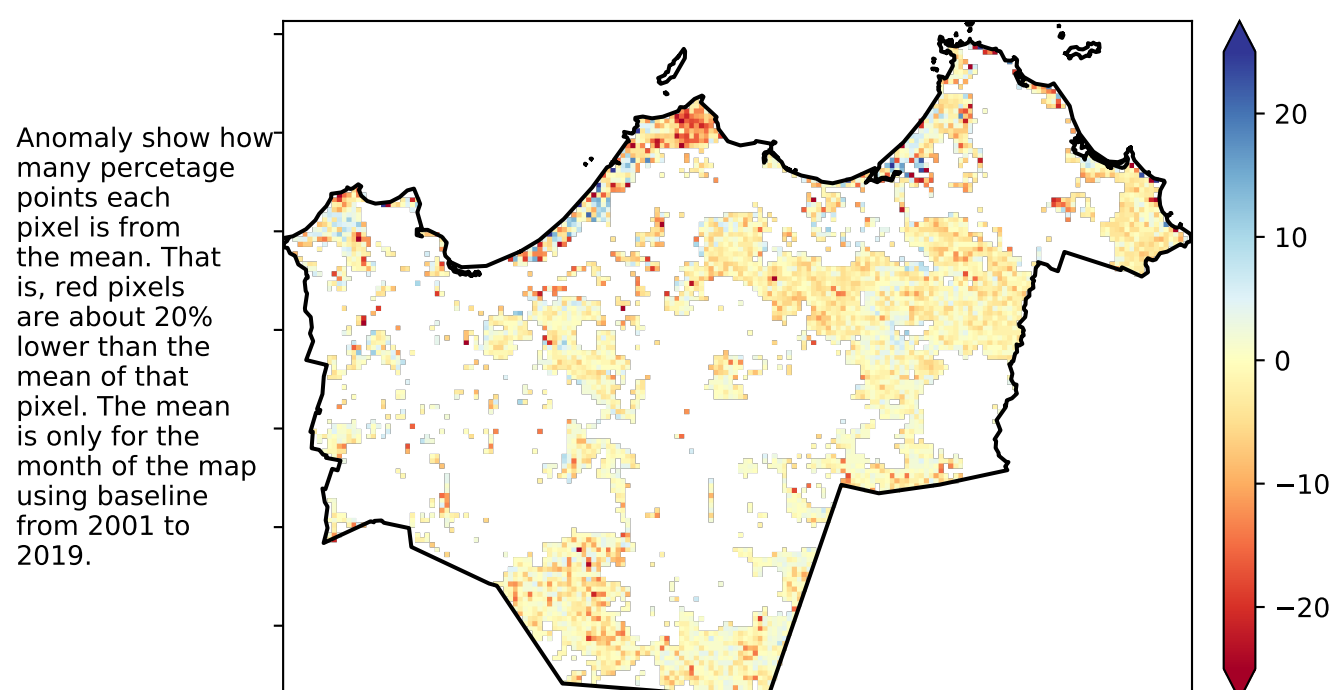 Anomaly show how
many percetage
points each
pixel is from
the mean. That
is, red pixels
are about 20%
lower than the
mean of that
pixel. The mean
is only for the
month of the map
using baseline
from 2001 to
2019.
20
10
0
−10
−20